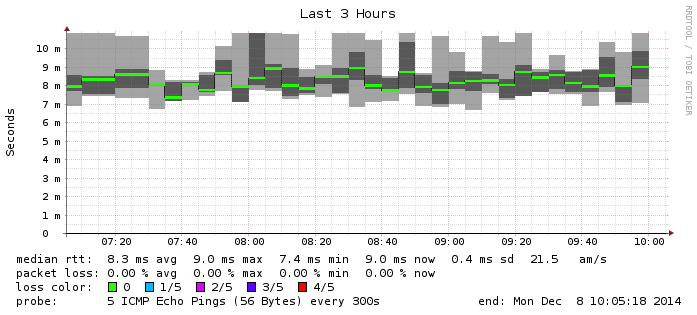 Last 3 Hours
RRDTOOL / TOBI OETIKER
Seconds
10 m
9 m
8 m
7 m
6 m
5 m
4 m
3 m
2 m
1 m
0
07:20 07:40 08:00 08:20 08:40 09:00 09:20 09:40 10:00
median rtt: 8.3 ms avg 9.0 ms max 7.4 ms min 9.0 ms now 0.4 ms sd 21.5 am/s
packet loss: 0.00 % avg 0.00 % max 0.00 % min 0.00 % now
loss color: 0 1/5 2/5 3/5 4/5
probe: 5 ICMP Echo Pings (56 Bytes) every 300s end: Mon Dec 8 10:05:18 2014